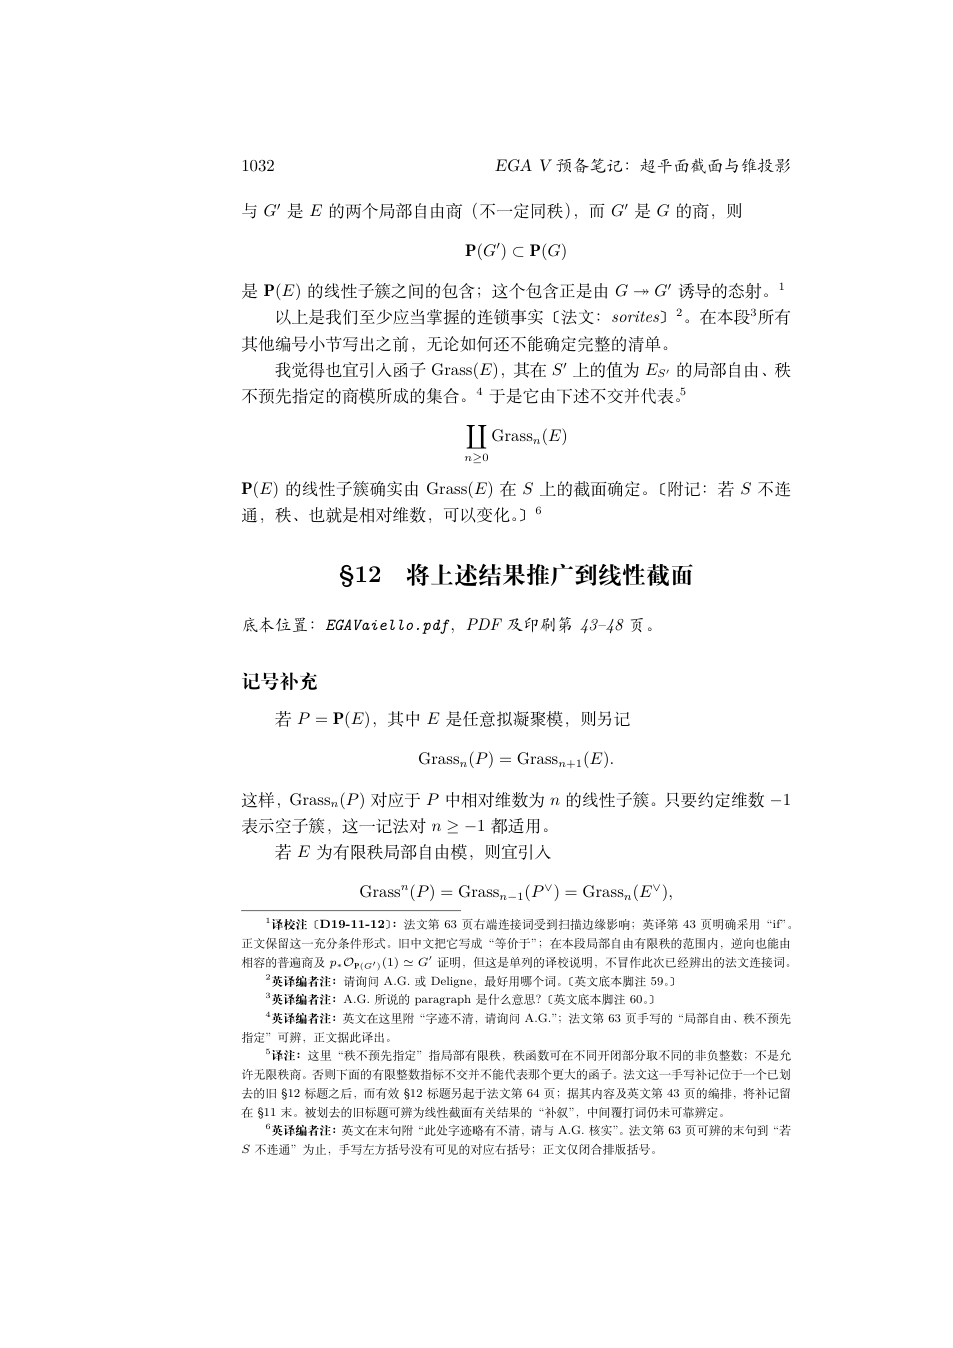 1032 EGA V 预备笔记：超平面截面与锥投影
与 G′ 是 E 的两个局部自由商（不一定同秩），而 G′ 是 G 的商，则
P(G′) ⊂ P(G)
是 P(E) 的线性子簇之间的包含；这个包含正是由 G ↠ G′ 诱导的态射。¹
以上是我们至少应当掌握的连锁事实〔法文：sorites〕²。在本段³所有
其他编号小节写出之前，无论如何还不能确定完整的清单。
我觉得也宜引入函子 Grass(E)，其在 S′ 上的值为 E_{S′} 的局部自由、秩
不预先指定的商模所成的集合。⁴ 于是它由下述不交并代表。⁵
∐_{n≥0} Grass_n(E)
P(E) 的线性子簇确实由 Grass(E) 在 S 上的截面确定。〔附记：若 S 不连
通，秩、也就是相对维数，可以变化。〕⁶
§12 将上述结果推广到线性截面
底本位置：EGAVaiello.pdf，PDF 及印刷第 43–48 页。
记号补充
若 P = P(E)，其中 E 是任意拟凝聚模，则另记
Grass_n(P) = Grass_{n+1}(E).
这样，Grass_n(P) 对应于 P 中相对维数为 n 的线性子簇。只要约定维数 −1
表示空子簇，这一记法对 n ≥ −1 都适用。
若 E 为有限秩局部自由模，则宜引入
Grass^n(P) = Grass_{n−1}(P^∨) = Grass_n(E^∨),
¹译校注〔D19-11-12〕：法文第 63 页右端连接词受到扫描边缘影响；英译第 43 页明确采用 “if”。
正文保留这一充分条件形式。旧中文把它写成 “等价于”；在本段局部自由有限秩的范围内，逆向也能由
相容的普遍商及 p_*O_{P(G′)}(1) ≃ G′ 证明，但这是单列的译校说明，不冒作此次已经辨出的法文连接词。
²英译编者注：请询问 A.G. 或 Deligne，最好用哪个词。〔英文底本脚注 59。〕
³英译编者注：A.G. 所说的 paragraph 是什么意思？〔英文底本脚注 60。〕
⁴英译编者注：英文在这里附 “字迹不清，请询问 A.G.”；法文第 63 页手写的 “局部自由、秩不预先
指定” 可辨，正文据此译出。
⁵译注：这里 “秩不预先指定” 指局部有限秩，秩函数可在不同开闭部分取不同的非负整数；不是允
许无限秩商。否则下面的有限整数指标不交并不能代表那个更大的函子。法文这一手写补记位于一个已划
去的旧 §12 标题之后，而有效 §12 标题另起于法文第 64 页；据其内容及英文第 43 页的编排，将补记留
在 §11 末。被划去的旧标题可辨为线性截面有关结果的 “补叙”，中间覆打词仍未可靠辨定。
⁶英译编者注：英文在末句附 “此处字迹略有不清，请与 A.G. 核实”。法文第 63 页可辨的末句到 “若
S 不连通” 为止，手写左方括号没有可见的对应右括号；正文仅闭合排版括号。